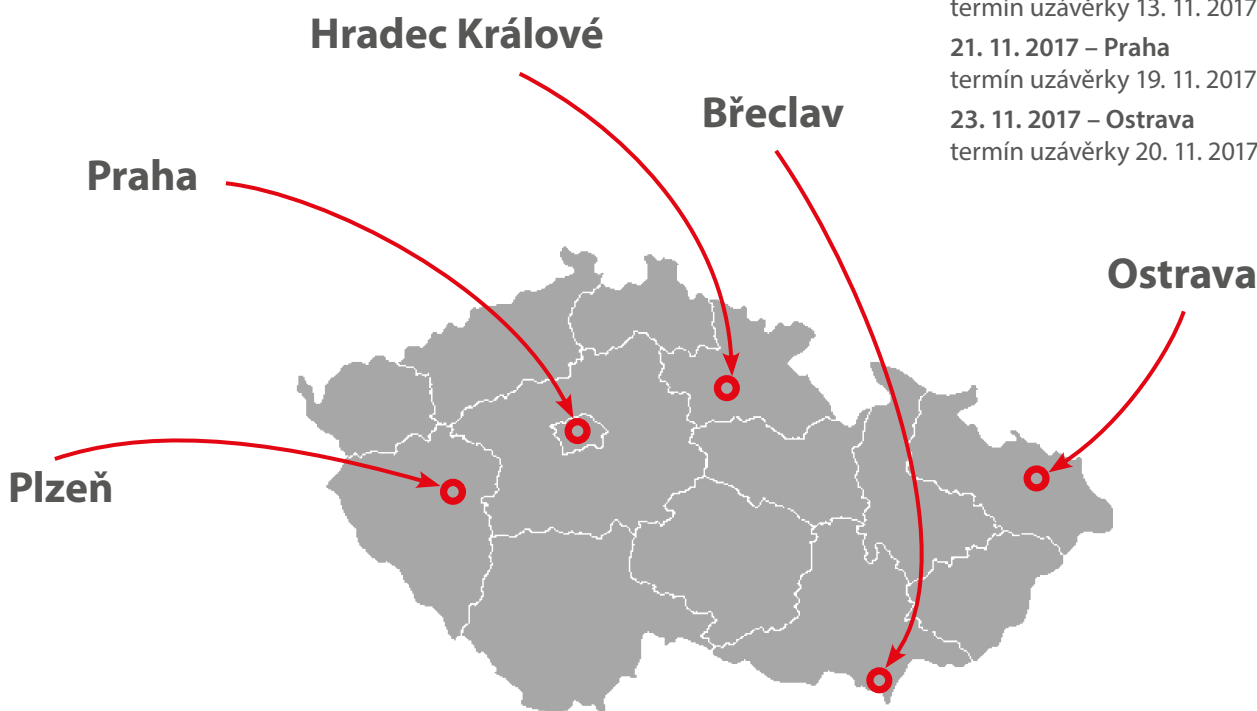 termín uzávěrky 13. 11. 2017
21. 11. 2017 – Praha
termín uzávěrky 19. 11. 2017
23. 11. 2017 – Ostrava
termín uzávěrky 20. 11. 2017
Hradec Králové
Břeclav
Praha
Ostrava
Plzeň